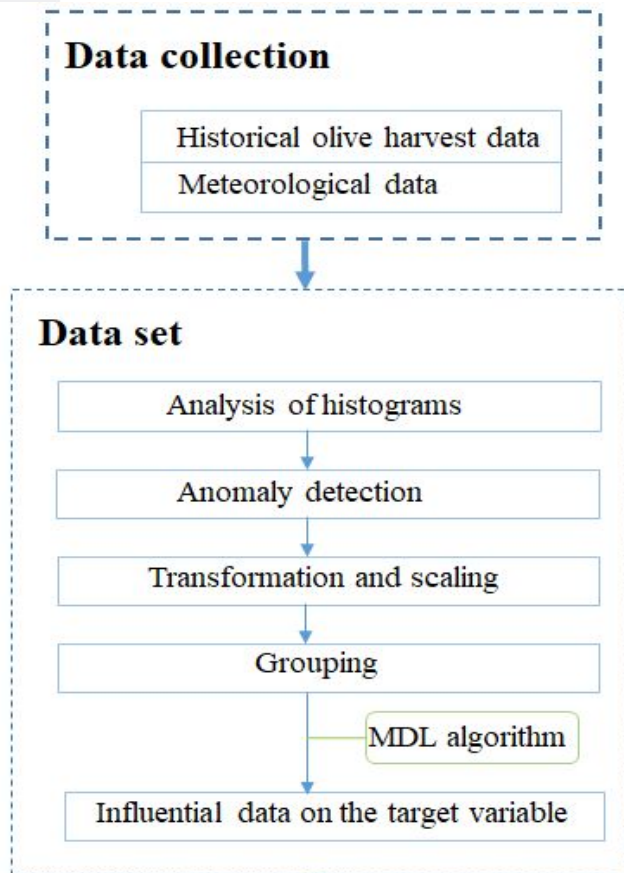 Data collection
Historical olive harvest data
Meteorological data
Data set
Analysis of histograms
Anomaly detection
Transformation and scaling
Grouping
MDL algorithm
Influential data on the target variable